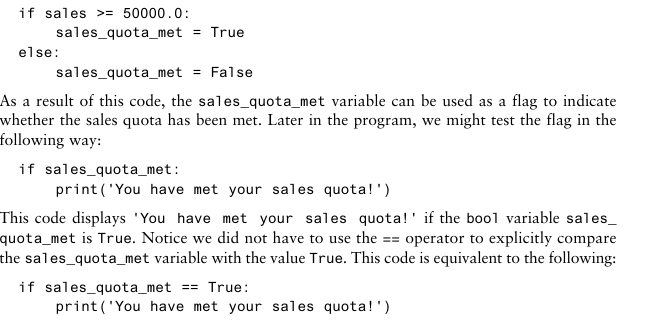 if sales >= 50000.0:
    sales_quota_met = True
else:
    sales_quota_met = False
As a result of this code, the sales_quota_met variable can be used as a flag to indicate
whether the sales quota has been met. Later in the program, we might test the flag in the
following way:
if sales_quota_met:
    print('You have met your sales quota!')
This code displays 'You have met your sales quota!' if the bool variable sales_
quota_met is True. Notice we did not have to use the == operator to explicitly compare
the sales_quota_met variable with the value True. This code is equivalent to the following:
if sales_quota_met == True:
    print('You have met your sales quota!')